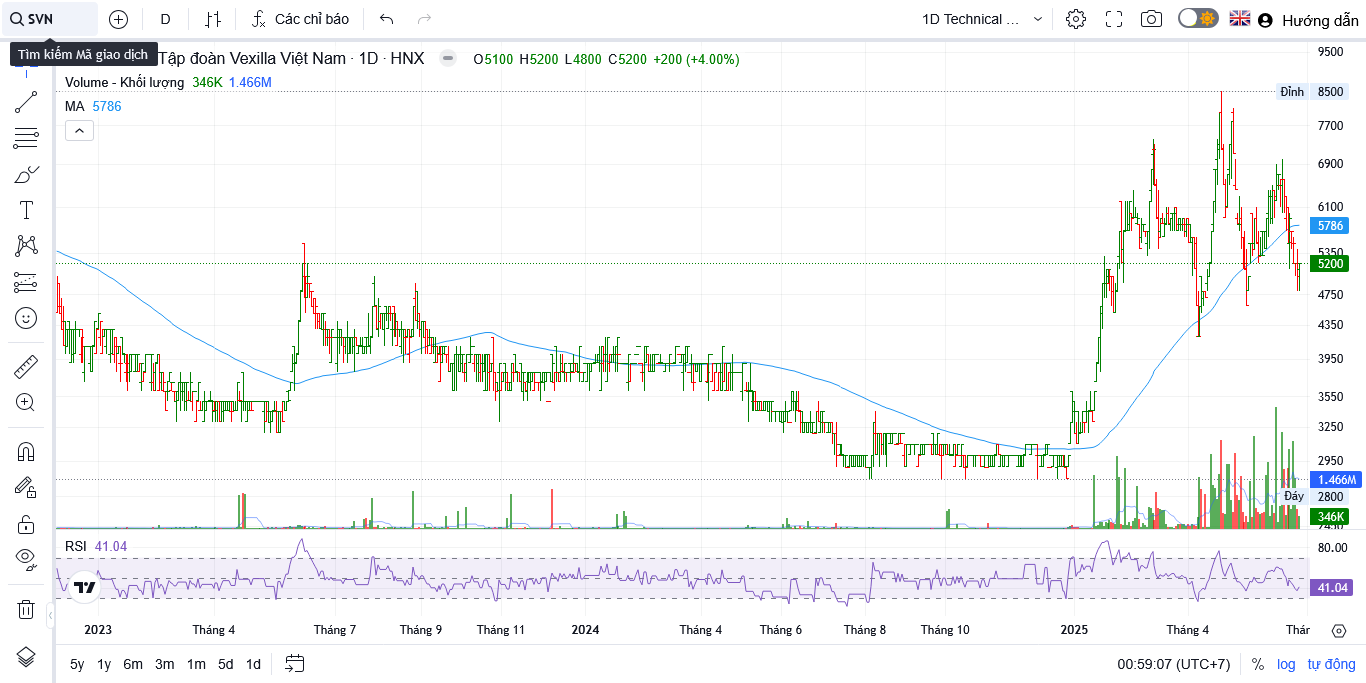 SVN
D
Các chỉ báo
1D Technical ...
Hướng dẫn
Tìm kiếm Mã giao dịch
Tập đoàn Vexilla Việt Nam · 1D · HNX
O5100 H5200 L4800 C5200 +200 (+4.00%)
Volume - Khối lượng 346K 1.466M
MA 5786
9500
Đỉnh 8500
7700
6900
6100
5786
5350
5200
4750
4350
3950
3550
3250
2950
1.466M
Đáy 2800
346K
2450
RSI 41.04
80.00
41.04
2023 Tháng 4 Tháng 7 Tháng 9 Tháng 11 2024 Tháng 4 Tháng 6 Tháng 8 Tháng 10 2025 Tháng 4 Thár
5y 1y 6m 3m 1m 5d 1d
00:59:07 (UTC+7) % log tự động